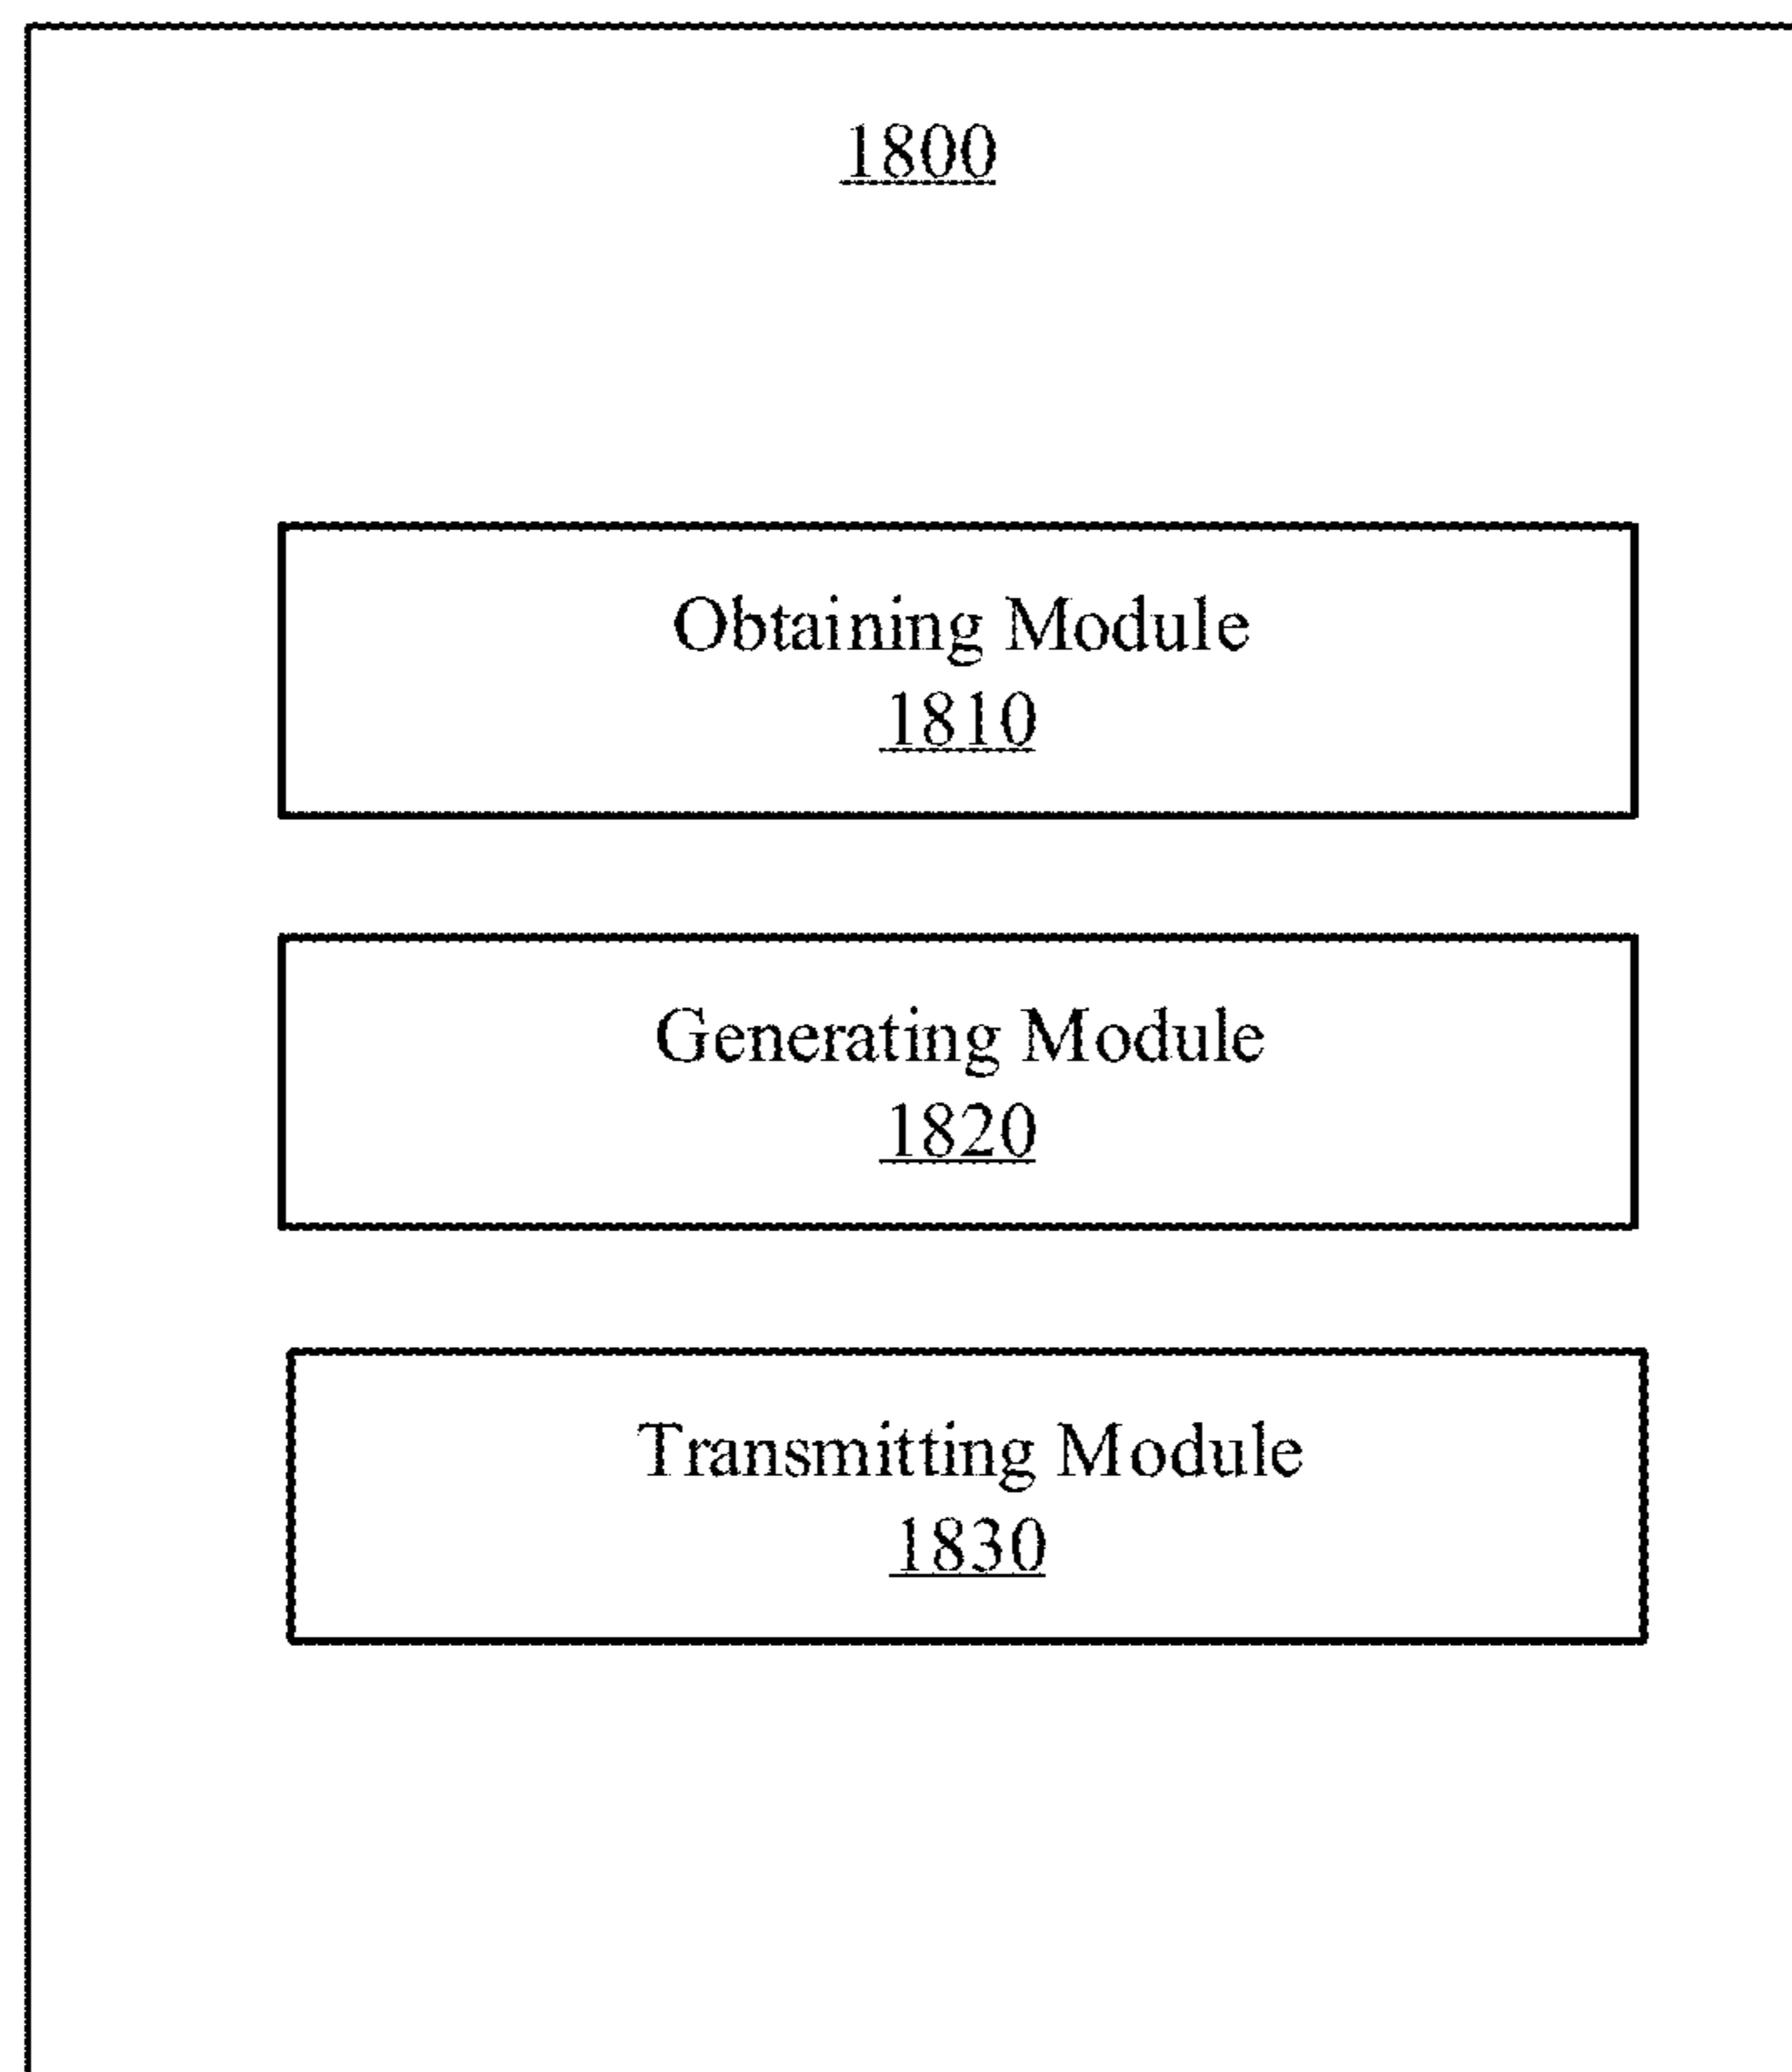 1800
Obtaining Module
1810
Generating Module
1820
Transmitting Module
1830